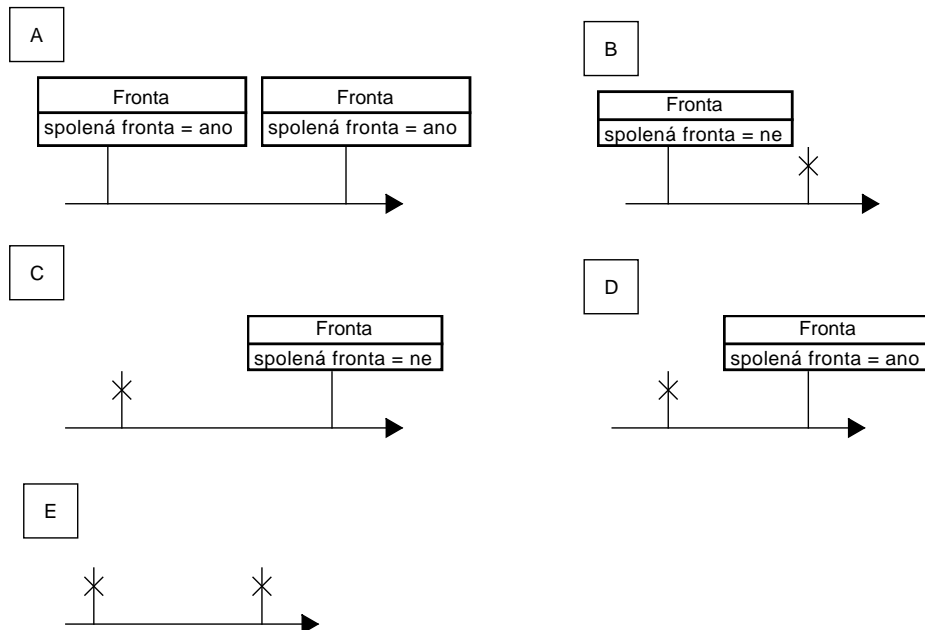 A
Fronta
spolená fronta = ano
Fronta
spolená fronta = ano
B
Fronta
spolená fronta = ne
C
Fronta
spolená fronta = ne
D
Fronta
spolená fronta = ano
E